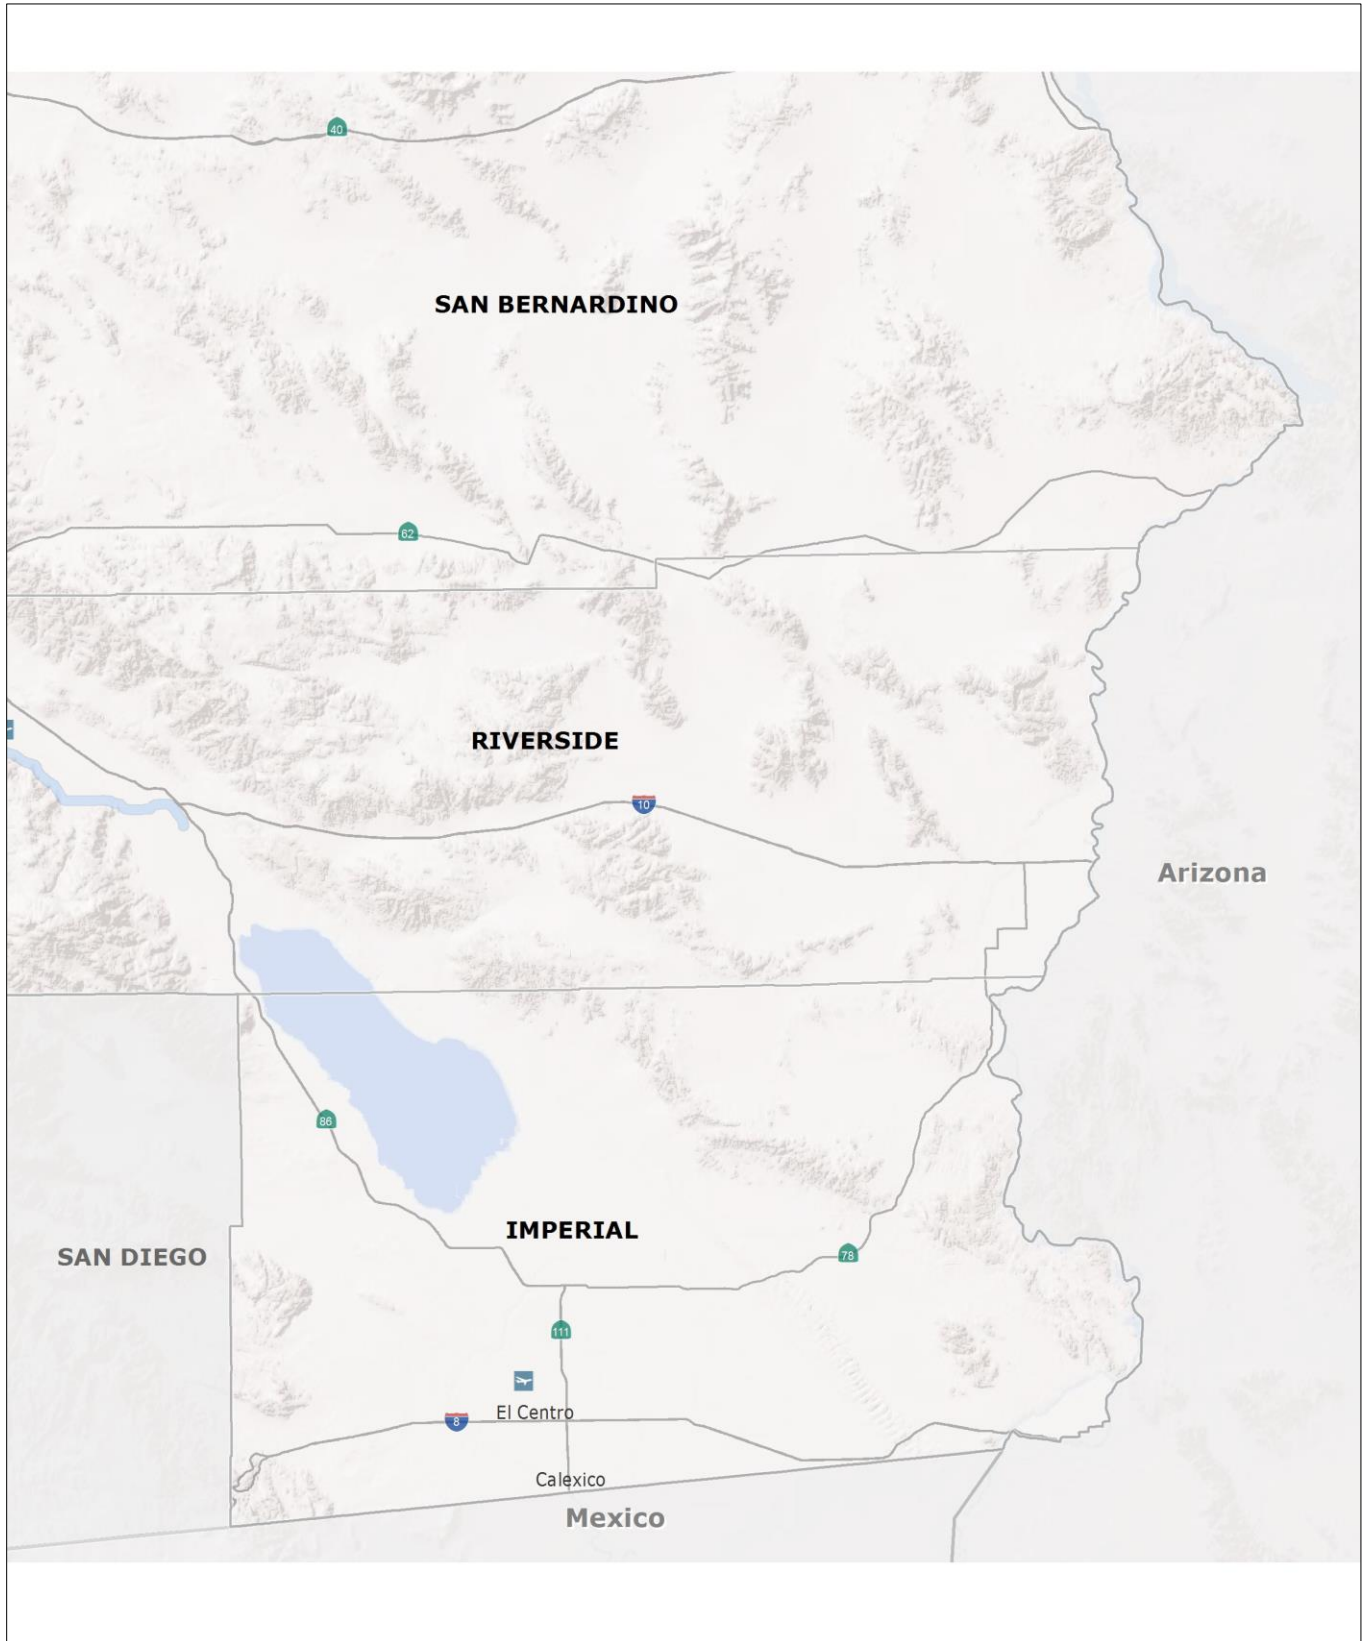 40
SAN BERNARDINO
62
RIVERSIDE
10
Arizona
86
IMPERIAL
SAN DIEGO
78
111
El Centro
8
Calexico
Mexico